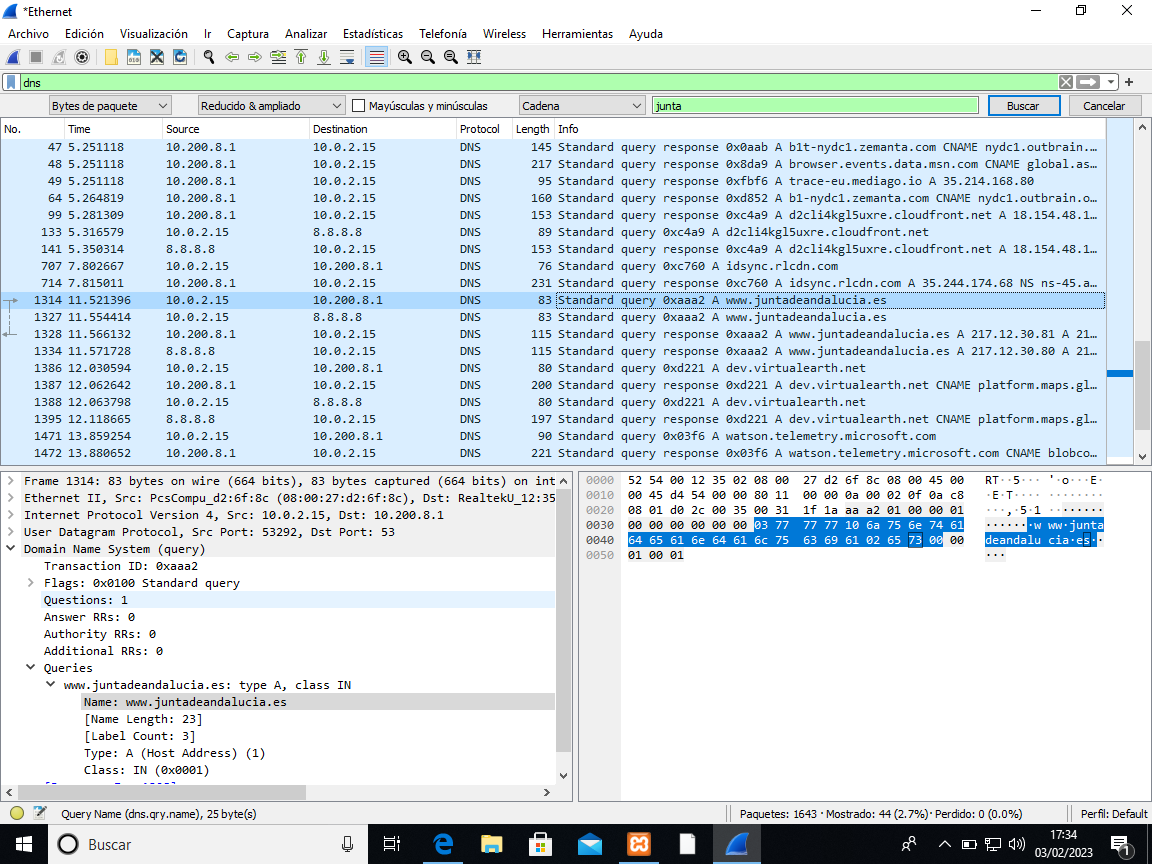 *Ethernet
Archivo Edición Visualización Ir Captura Analizar Estadísticas Telefonía Wireless Herramientas Ayuda
dns
Bytes de paquete Reducido & ampliado Mayúsculas y minúsculas Cadena junta Buscar Cancelar
No. Time Source Destination Protocol Length Info
47 5.251118 10.200.8.1 10.0.2.15 DNS 145 Standard query response 0x0aab A b1t-nydc1.zemanta.com CNAME nydc1.outbrain....
48 5.251118 10.200.8.1 10.0.2.15 DNS 217 Standard query response 0x8da9 A browser.events.data.msn.com CNAME global.as...
49 5.251118 10.200.8.1 10.0.2.15 DNS 95 Standard query response 0xfbf6 A trace-eu.mediago.io A 35.214.168.80
64 5.264819 10.200.8.1 10.0.2.15 DNS 160 Standard query response 0xd852 A b1-nydc1.zemanta.com CNAME nydc1.outbrain.o...
99 5.281309 10.200.8.1 10.0.2.15 DNS 153 Standard query response 0xc4a9 A d2cli4kgl5uxre.cloudfront.net A 18.154.48.1...
133 5.316579 10.0.2.15 8.8.8.8 DNS 89 Standard query 0xc4a9 A d2cli4kgl5uxre.cloudfront.net
141 5.350314 8.8.8.8 10.0.2.15 DNS 153 Standard query response 0xc4a9 A d2cli4kgl5uxre.cloudfront.net A 18.154.48.1...
707 7.802667 10.0.2.15 10.200.8.1 DNS 76 Standard query 0xc760 A idsync.rlcdn.com
714 7.815011 10.200.8.1 10.0.2.15 DNS 231 Standard query response 0xc760 A idsync.rlcdn.com A 35.244.174.68 NS ns-45.a...
1314 11.521396 10.0.2.15 10.200.8.1 DNS 83 Standard query 0xaaa2 A www.juntadeandalucia.es
1327 11.554414 10.0.2.15 8.8.8.8 DNS 83 Standard query 0xaaa2 A www.juntadeandalucia.es
1328 11.566132 10.200.8.1 10.0.2.15 DNS 115 Standard query response 0xaaa2 A www.juntadeandalucia.es A 217.12.30.81 A 21...
1334 11.571728 8.8.8.8 10.0.2.15 DNS 115 Standard query response 0xaaa2 A www.juntadeandalucia.es A 217.12.30.80 A 21...
1386 12.030594 10.0.2.15 10.200.8.1 DNS 80 Standard query 0xd221 A dev.virtualearth.net
1387 12.062642 10.200.8.1 10.0.2.15 DNS 200 Standard query response 0xd221 A dev.virtualearth.net CNAME platform.maps.gl...
1388 12.063798 10.0.2.15 8.8.8.8 DNS 80 Standard query 0xd221 A dev.virtualearth.net
1395 12.118665 8.8.8.8 10.0.2.15 DNS 197 Standard query response 0xd221 A dev.virtualearth.net CNAME platform.maps.gl...
1471 13.859254 10.0.2.15 10.200.8.1 DNS 90 Standard query 0x03f6 A watson.telemetry.microsoft.com
1472 13.880652 10.200.8.1 10.0.2.15 DNS 221 Standard query response 0x03f6 A watson.telemetry.microsoft.com CNAME blobco...
Frame 1314: 83 bytes on wire (664 bits), 83 bytes captured (664 bits) on int
Ethernet II, Src: PcsCompu_d2:6f:8c (08:00:27:d2:6f:8c), Dst: RealtekU_12:35
Internet Protocol Version 4, Src: 10.0.2.15, Dst: 10.200.8.1
User Datagram Protocol, Src Port: 53292, Dst Port: 53
Domain Name System (query)
Transaction ID: 0xaaa2
Flags: 0x0100 Standard query
Questions: 1
Answer RRs: 0
Authority RRs: 0
Additional RRs: 0
Queries
www.juntadeandalucia.es: type A, class IN
Name: www.juntadeandalucia.es
[Name Length: 23]
[Label Count: 3]
Type: A (Host Address) (1)
Class: IN (0x0001)
0000 52 54 00 12 35 02 08 00 27 d2 6f 8c 08 00 45 00 RT··5··· '·o···E·
0010 00 45 d4 54 00 00 80 11 00 00 0a 00 02 0f 0a c8 ·E·T···· ········
0020 08 01 d0 2c 00 35 00 31 1f 1a aa a2 01 00 00 01 ···,·5·1 ········
0030 00 00 00 00 00 00 03 77 77 77 10 6a 75 6e 74 61 ·······w ww·junta
0040 64 65 61 6e 64 61 6c 75 63 69 61 02 65 73 00 00 deandalu cia·es··
0050 01 00 01 ···
Query Name (dns.qry.name), 25 byte(s) Paquetes: 1643 · Mostrado: 44 (2.7%) · Perdido: 0 (0.0%) Perfil: Default
Buscar 17:34
03/02/2023 1